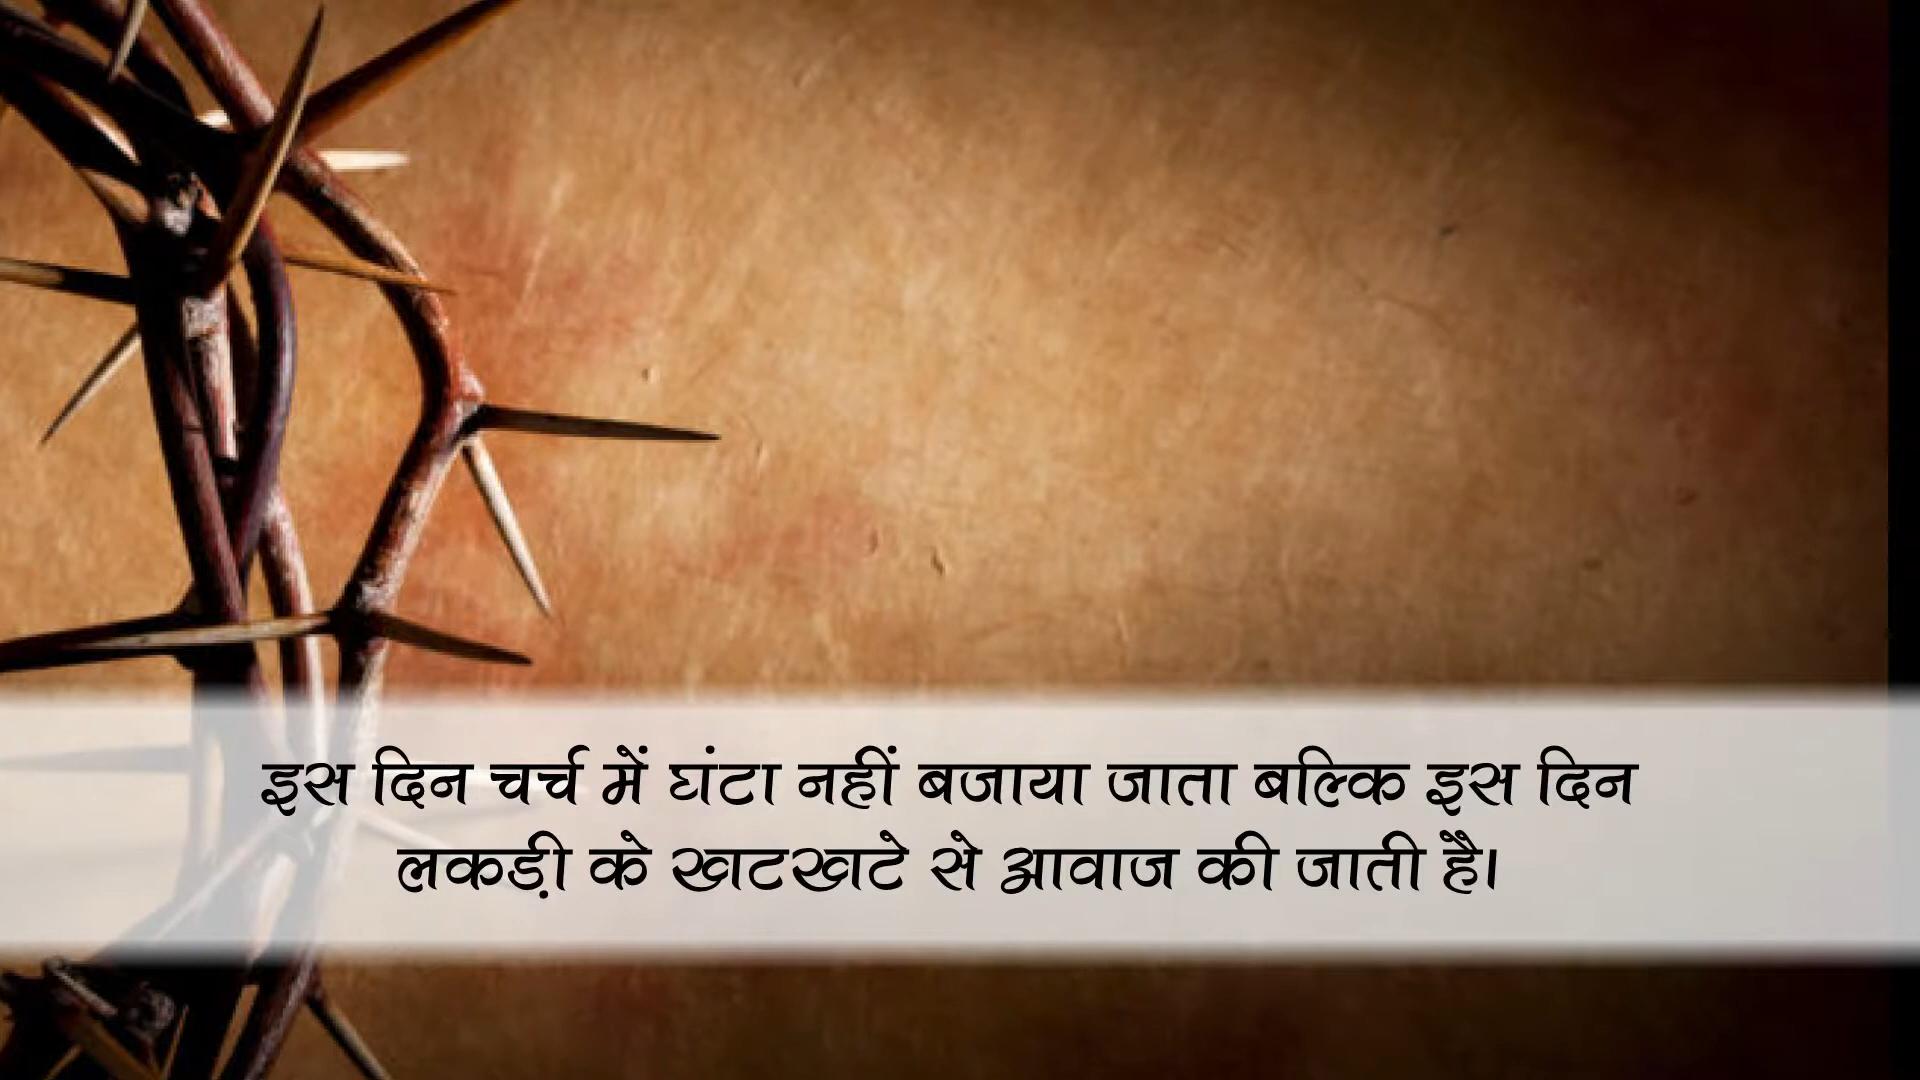 इस दिन चर्च में घंटा नहीं बजाया जाता बल्कि इस दिन
लकड़ी के खटखटे से आवाज की जाती है।